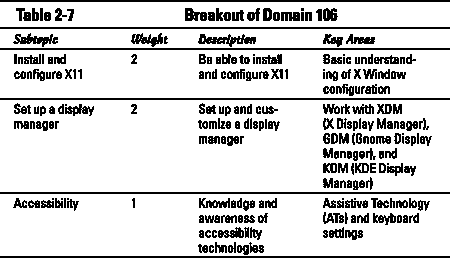 Table 2-7 Breakout of Domain 106
Subtopic Weight Description Key Areas
Install and 2 Be able to install Basic understand-
configure X11 and configure X11 ing of X Window
configuration
Set up a display 2 Set up and cus- Work with XDM
manager tomize a display (X Display Manager),
manager GDM (Gnome Display
Manager), and
KDM (KDE Display
Manager)
Accessibility 1 Knowledge and Assistive Technology
awareness of (ATs) and keyboard
accessibility settings
technologies